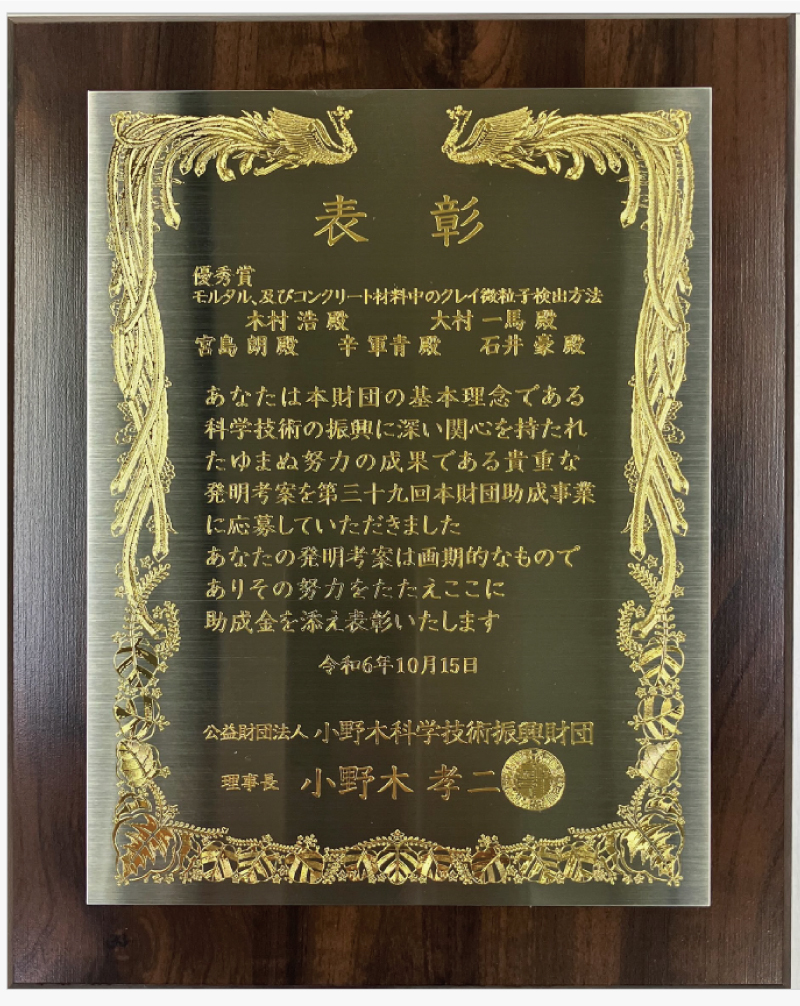 表彰
優秀賞
モルタル、及びコンクリート材料中のクレイ微粒子検出方法
木村 浩 殿 大村 一馬 殿
宮島 朗 殿 辛 軍青 殿 石井 豪 殿
あなたは本財団の基本理念である
科学技術の振興に深い関心を持たれ
たゆまぬ努力の成果である貴重な
発明考案を第三十九回本財団助成事業
に応募していただきました
あなたの発明考案は画期的なもので
ありその努力をたたえここに
助成金を添え表彰いたします
令和6年10月15日
公益財団法人 小野木科学技術振興財団
理事長 小野木 孝二